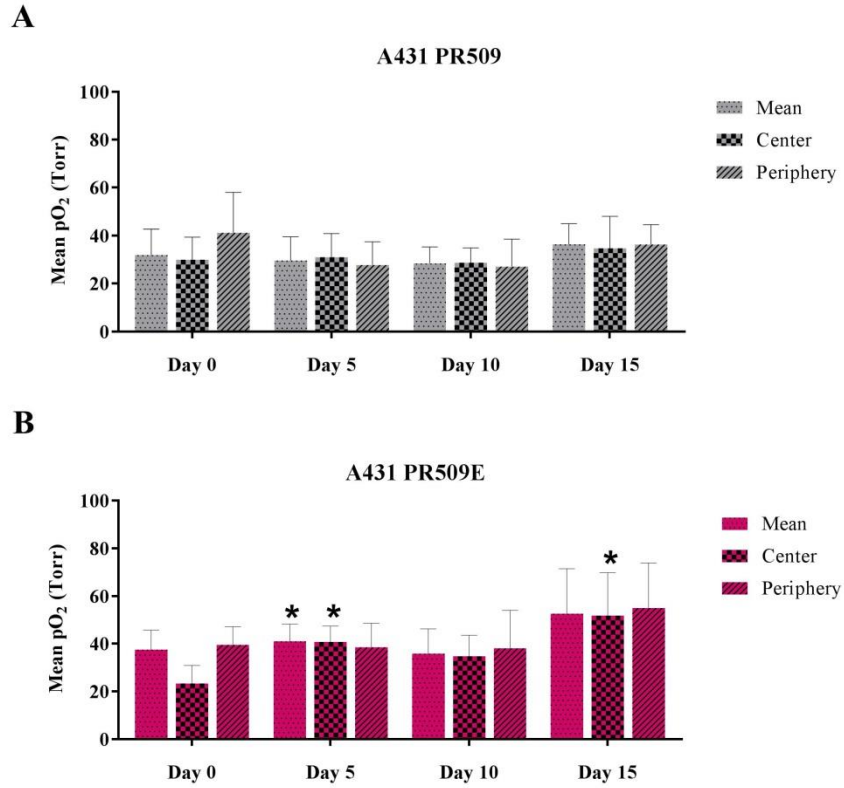 A
A431 PR509
Mean pO₂ (Torr)
100
80
60
40
20
0
Day 0 Day 5 Day 10 Day 15
Mean
Center
Periphery
B
A431 PR509E
Mean pO₂ (Torr)
100
80
60
40
20
0
* * *
Day 0 Day 5 Day 10 Day 15
Mean
Center
Periphery